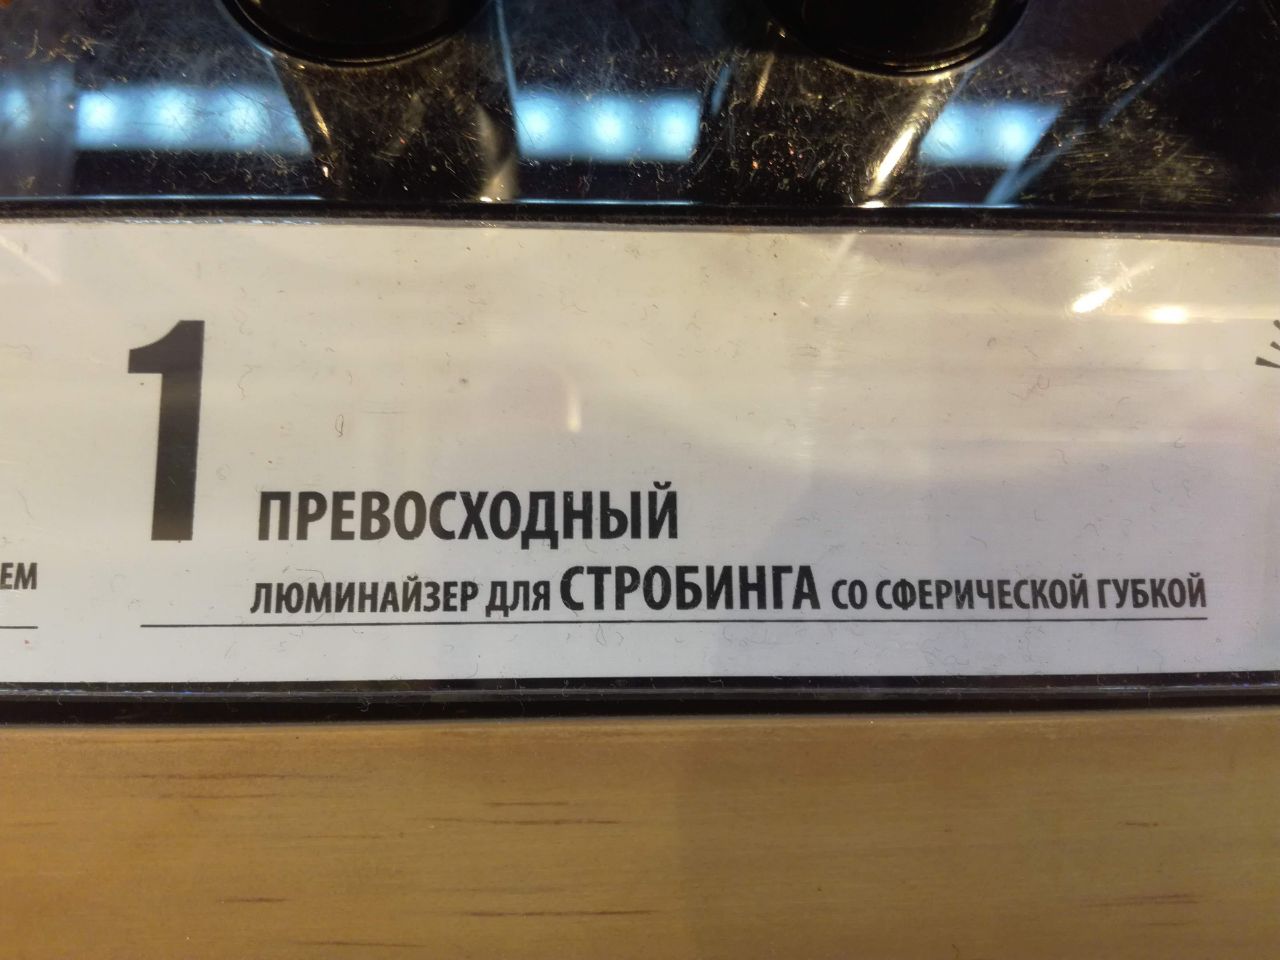 1
ПРЕВОСХОДНЫЙ
ЛЮМИНАЙЗЕР ДЛЯ СТРОБИНГА СО СФЕРИЧЕСКОЙ ГУБКОЙ
ЕМ